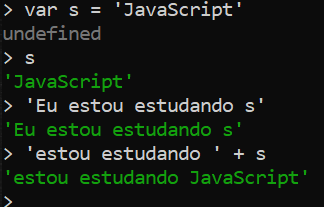 > var s = 'JavaScript'
undefined
> s
'JavaScript'
> 'Eu estou estudando s'
'Eu estou estudando s'
> 'estou estudando ' + s
'estou estudando JavaScript'
>